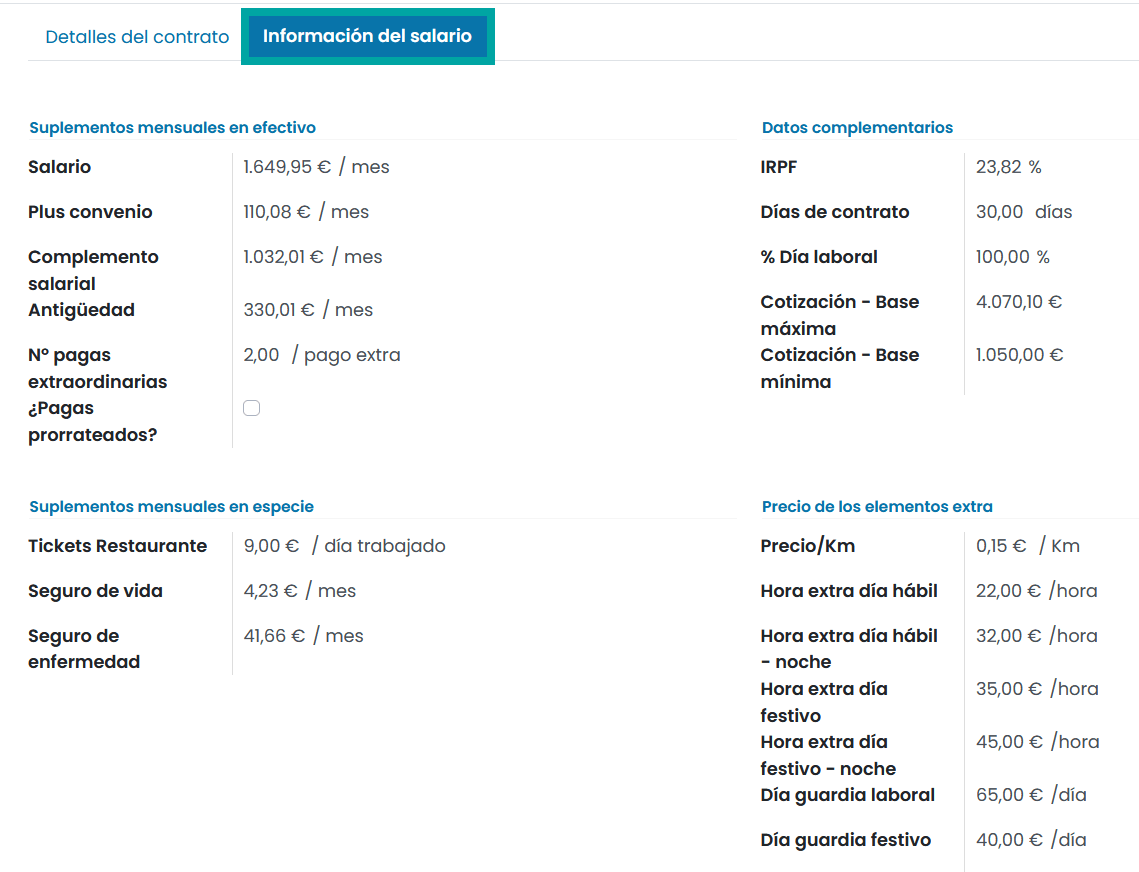 Detalles del contrato
Información del salario
Suplementos mensuales en efectivo
Salario
1.649,95 € / mes
Plus convenio
110,08 € / mes
Complemento
salarial
1.032,01 € / mes
Antigüedad
330,01 € / mes
Nº pagas
extraordinarias
2,00 / pago extra
¿Pagas
prorrateados?
Datos complementarios
IRPF
23,82 %
Días de contrato
30,00 días
% Día laboral
100,00 %
Cotización - Base
máxima
4.070,10 €
Cotización - Base
mínima
1.050,00 €
Suplementos mensuales en especie
Tickets Restaurante
9,00 € / día trabajado
Seguro de vida
4,23 € / mes
Seguro de
enfermedad
41,66 € / mes
Precio de los elementos extra
Precio/Km
0,15 € / Km
Hora extra día hábil
22,00 € /hora
Hora extra día hábil
- noche
32,00 € /hora
Hora extra día
festivo
35,00 € /hora
Hora extra día
festivo - noche
45,00 € /hora
Día guardia laboral
65,00 € /día
Día guardia festivo
40,00 € /día